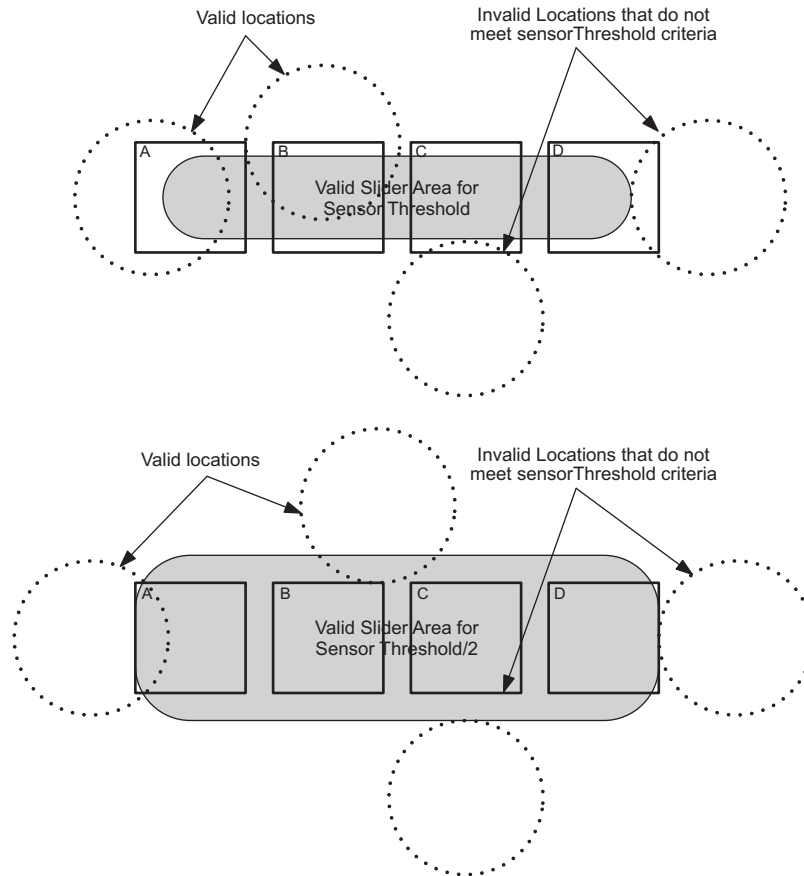 Valid locations
Invalid Locations that do not
meet sensorThreshold criteria
A
B
C
D
Valid Slider Area for
Sensor Threshold
Valid locations
Invalid Locations that do not
meet sensorThreshold criteria
A
B
C
D
Valid Slider Area for
Sensor Threshold/2